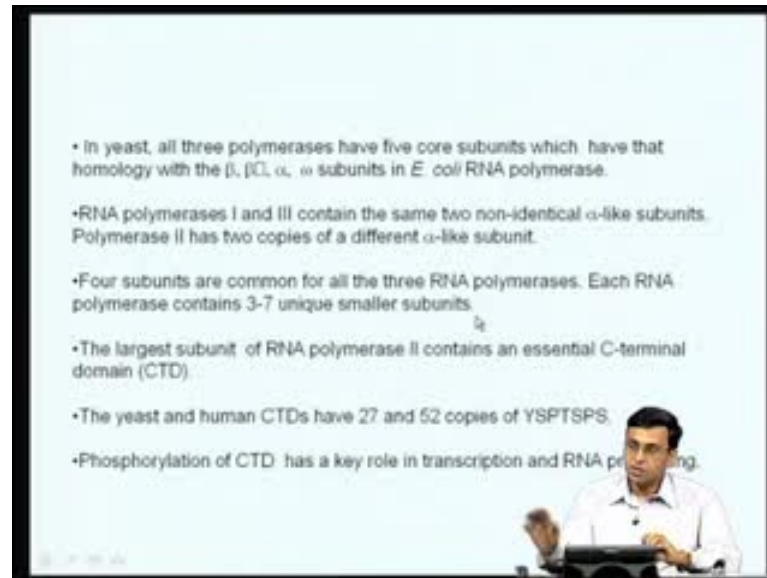 • In yeast, all three polymerases have five core subunits which have that
homology with the β, β□, α, ω subunits in E. coli RNA polymerase.
•RNA polymerases I and III contain the same two non-identical α-like subunits.
Polymerase II has two copies of a different α-like subunit.
•Four subunits are common for all the three RNA polymerases. Each RNA
polymerase contains 3-7 unique smaller subunits.
•The largest subunit of RNA polymerase II contains an essential C-terminal
domain (CTD).
•The yeast and human CTDs have 27 and 52 copies of YSPTSPS.
•Phosphorylation of CTD has a key role in transcription and RNA